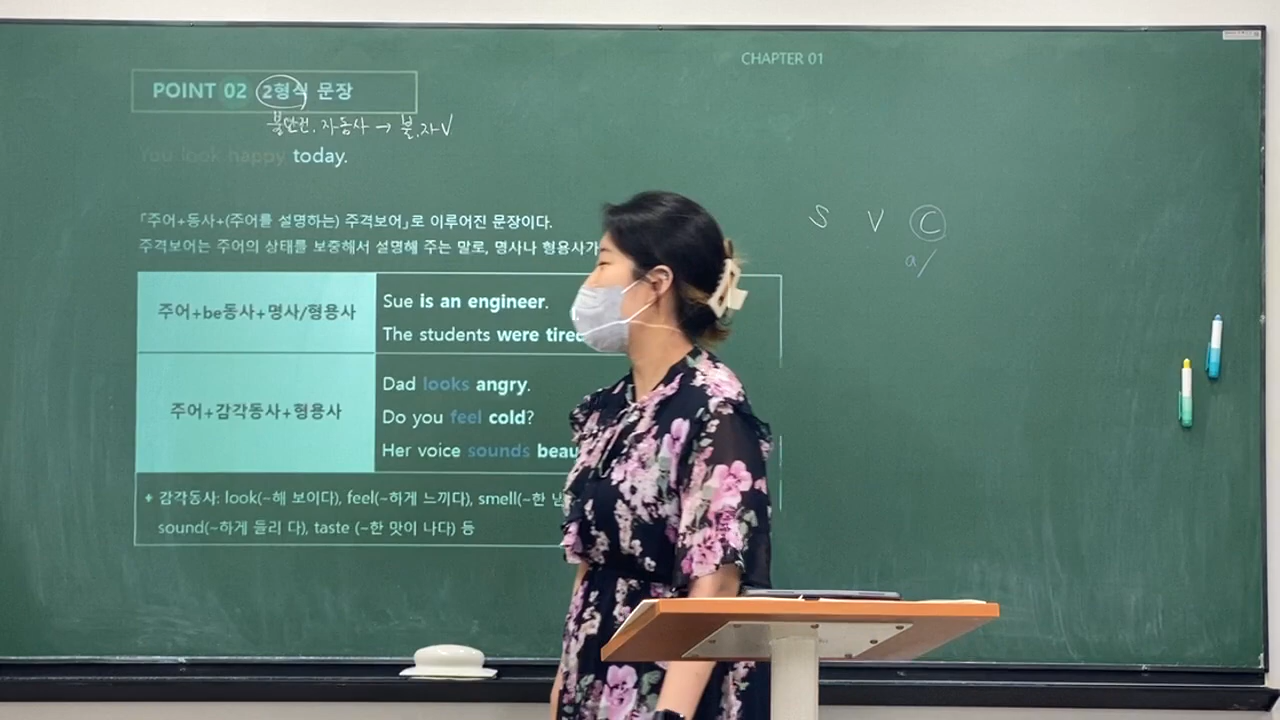 CHAPTER 01
POINT 02 2형식 문장
불완전. 자동사 → 불.자V
You look happy today.
「주어+동사+(주어를 설명하는) 주격보어」로 이루어진 문장이다.
주격보어는 주어의 상태를 보충해서 설명해 주는 말로, 명사나 형용사가
S V C
a/
주어+be동사+명사/형용사
Sue is an engineer.
The students were tired
주어+감각동사+형용사
Dad looks angry.
Do you feel cold?
Her voice sounds beau
+ 감각동사: look(~해 보이다), feel(~하게 느끼다), smell(~한
sound(~하게 들리 다), taste (~한 맛이 나다) 등